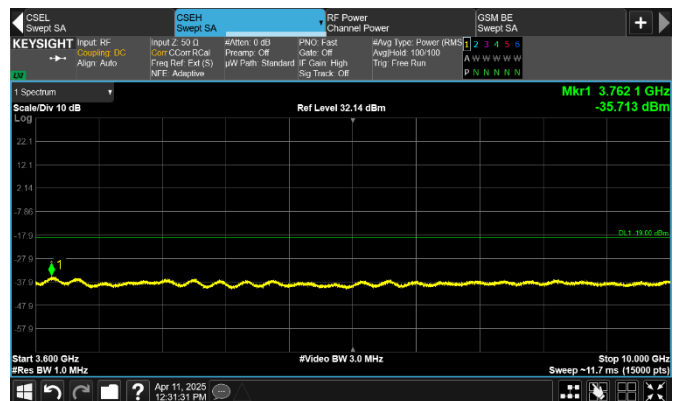 CSEL
Swept SA
CSEH
Swept SA
RF Power
Channel Power
GSM BE
Swept SA
+
KEYSIGHT
Input: RF
Coupling: DC
Align: Auto
Input Z: 50 Ω
Corr CCorr RCal
Freq Ref: Ext (S)
NFE: Adaptive
#Atten: 0 dB
Preamp: Off
µW Path: Standard
PNO: Fast
Gate: Off
IF Gain: High
Sig Track: Off
#Avg Type: Power (RMS)
Avg|Hold: 100/100
Trig: Free Run
1 2 3 4 5 6
A W W W W W
P N N N N N
LXI
1 Spectrum
Scale/Div 10 dB
Log
Ref Level 32.14 dBm
Mkr1 3.762 1 GHz
-35.713 dBm
22.1
12.1
2.14
-7.86
-17.9
-27.9
-37.9
-47.9
-57.9
DL1 -19.00 dBm
1
Start 3.600 GHz
#Res BW 1.0 MHz
#Video BW 3.0 MHz
Stop 10.000 GHz
Sweep ~11.7 ms (15000 pts)
?
Apr 11, 2025
12:31:31 PM